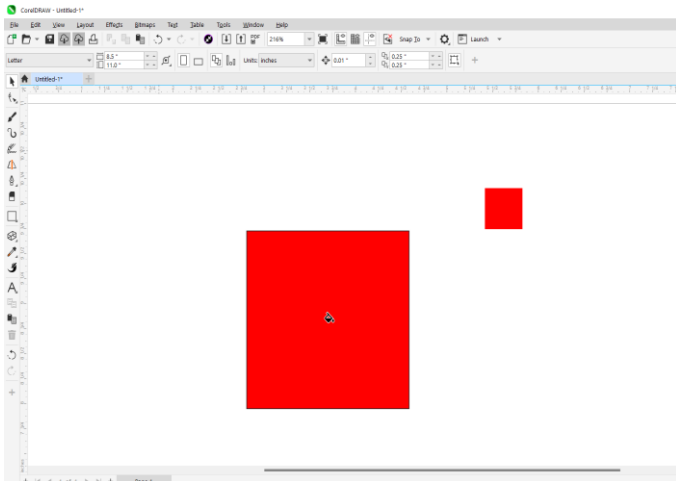 CorelDRAW - Untitled-1*
File Edit View Layout Effects Bitmaps Text Table Tools Window Help
PDF 216% Snap To Launch
Letter 8.5 " 11.0 " Units: inches 0.01 " 0.25 " 0.25 "
Untitled-1*